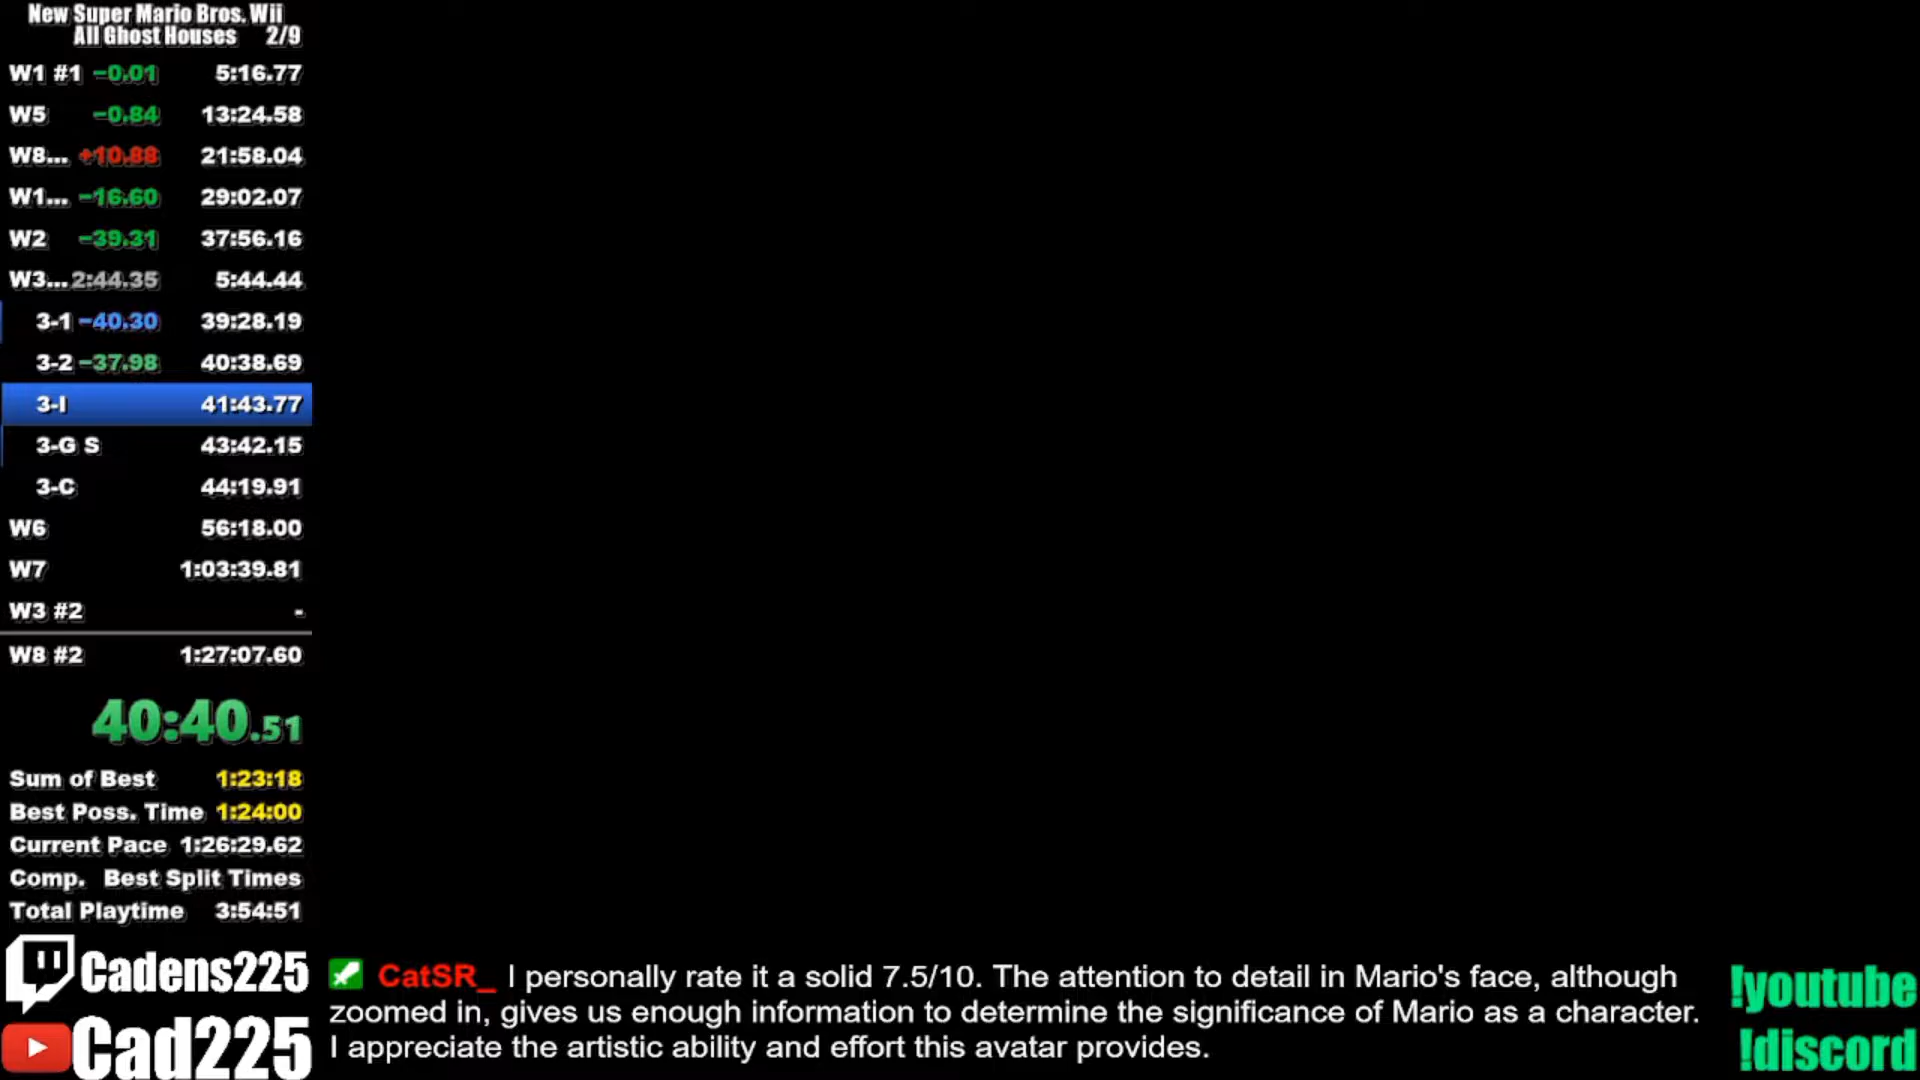 New Super Mario Bros. Wii
All Ghost Houses 2/9
W1 #1 -0.01 5:16.77
W5 -0.84 13:24.58
W8... +10.88 21:58.04
W1... -16.60 29:02.07
W2 -39.31 37:56.16
W3... 2:44.35 5:44.44
3-1 -40.30 39:28.19
3-2 -37.98 40:38.69
3-I 41:43.77
3-G S 43:42.15
3-C 44:19.91
W6 56:18.00
W7 1:03:39.81
W3 #2 -
W8 #2 1:27:07.60
40:40.51
Sum of Best 1:23:18
Best Poss. Time 1:24:00
Current Pace 1:26:29.62
Comp. Best Split Times
Total Playtime 3:54:51
Cadens225
Cad225
CatSR_ I personally rate it a solid 7.5/10. The attention to detail in Mario's face, although
zoomed in, gives us enough information to determine the significance of Mario as a character.
I appreciate the artistic ability and effort this avatar provides.
!youtube
!discord